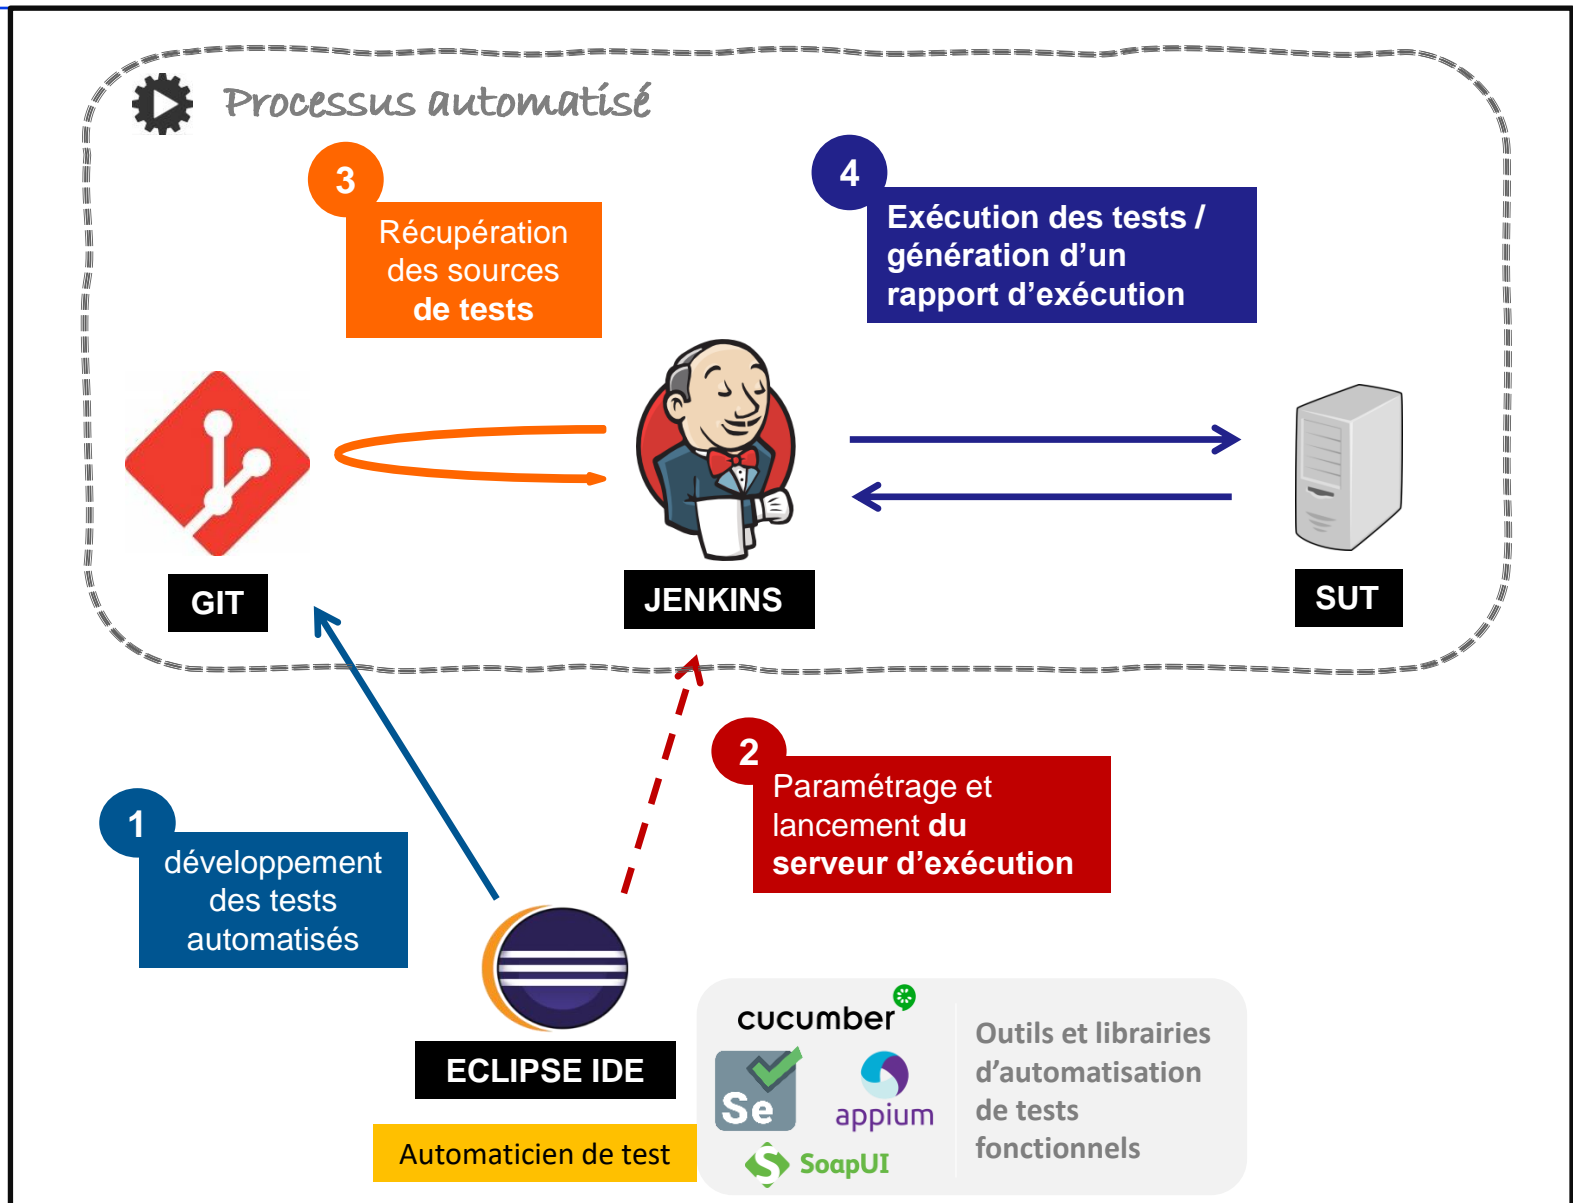 Processus automatisé
3
Récupération
des sources
de tests
4
Exécution des tests /
génération d’un
rapport d’exécution
GIT
JENKINS
SUT
1
développement
des tests
automatisés
2
Paramétrage et
lancement du
serveur d’exécution
ECLIPSE IDE
Automaticien de test
cucumber
Se
appium
SoapUI
Outils et librairies
d’automatisation
de tests
fonctionnels